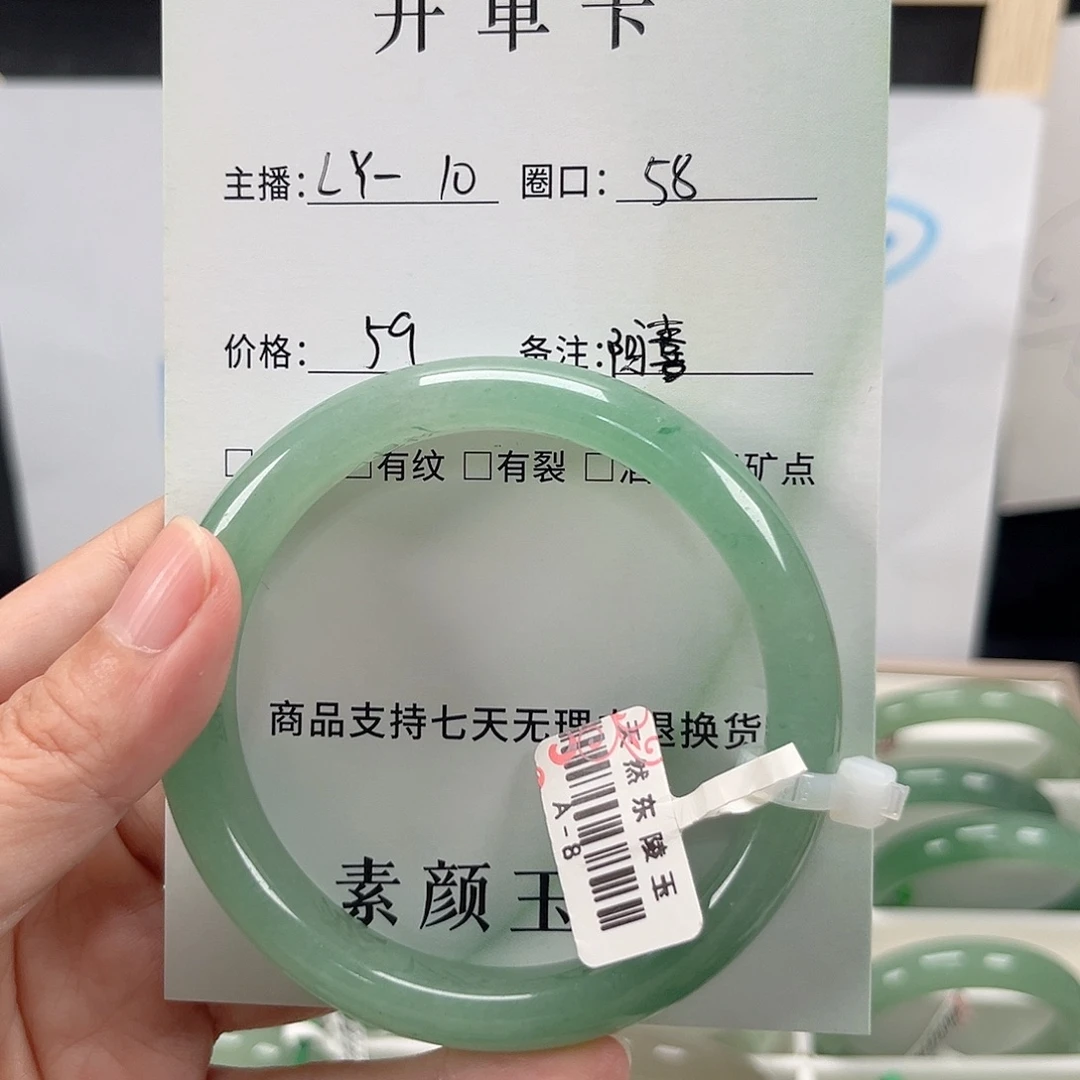 开单卡
主播：LY- 10 圈口：58
价格：59 备注：
□ □有纹 □有裂 □ 矿点
商品支持七天无理 退换货
素颜玉
天然东陵玉
A-8